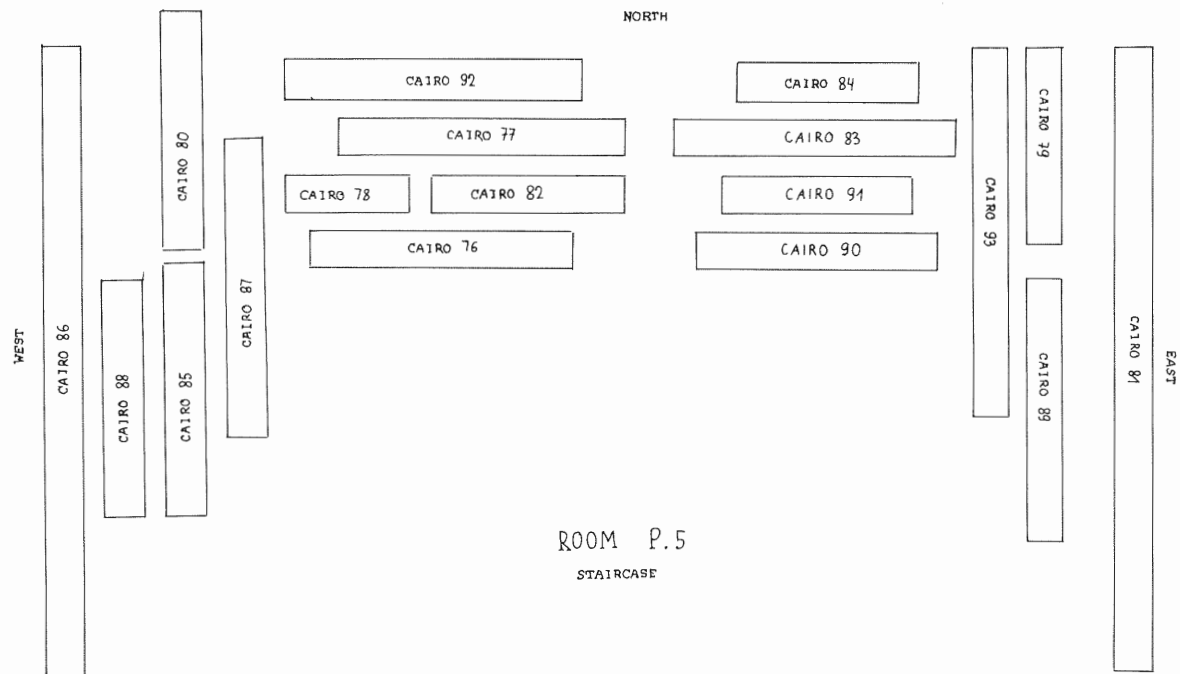 NORTH
CAIRO 92
CAIRO 84
CAIRO 80
CAIRO 77
CAIRO 83
CAIRO 79
CAIRO 78
CAIRO 82
CAIRO 91
CAIRO 93
CAIRO 76
CAIRO 90
WEST
CAIRO 86
CAIRO 87
CAIRO 88
CAIRO 85
CAIRO 89
CAIRO 81
EAST
ROOM P.5
STAIRCASE